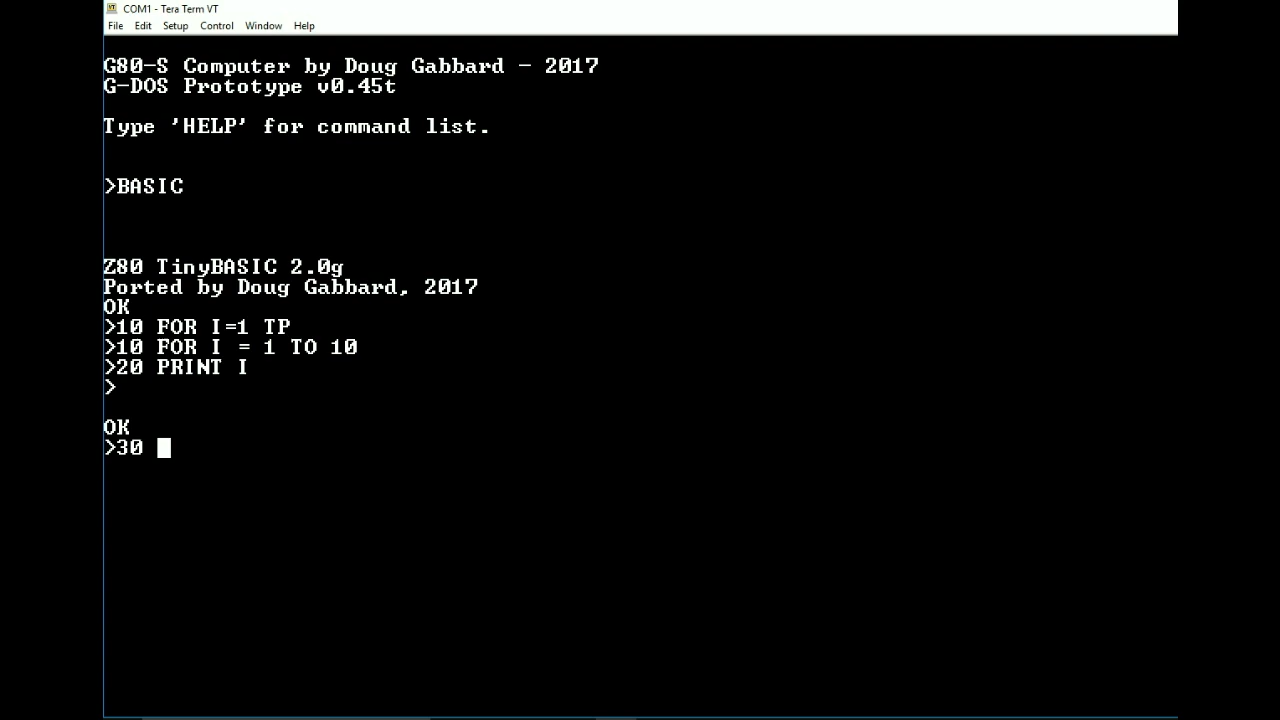 COM1 - Tera Term VT
File Edit Setup Control Window Help
G80-S Computer by Doug Gabbard - 2017
G-DOS Prototype v0.45t
Type 'HELP' for command list.
>BASIC
Z80 TinyBASIC 2.0g
Ported by Doug Gabbard, 2017
OK
>10 FOR I=1 TP
>10 FOR I = 1 TO 10
>20 PRINT I
>
OK
>30